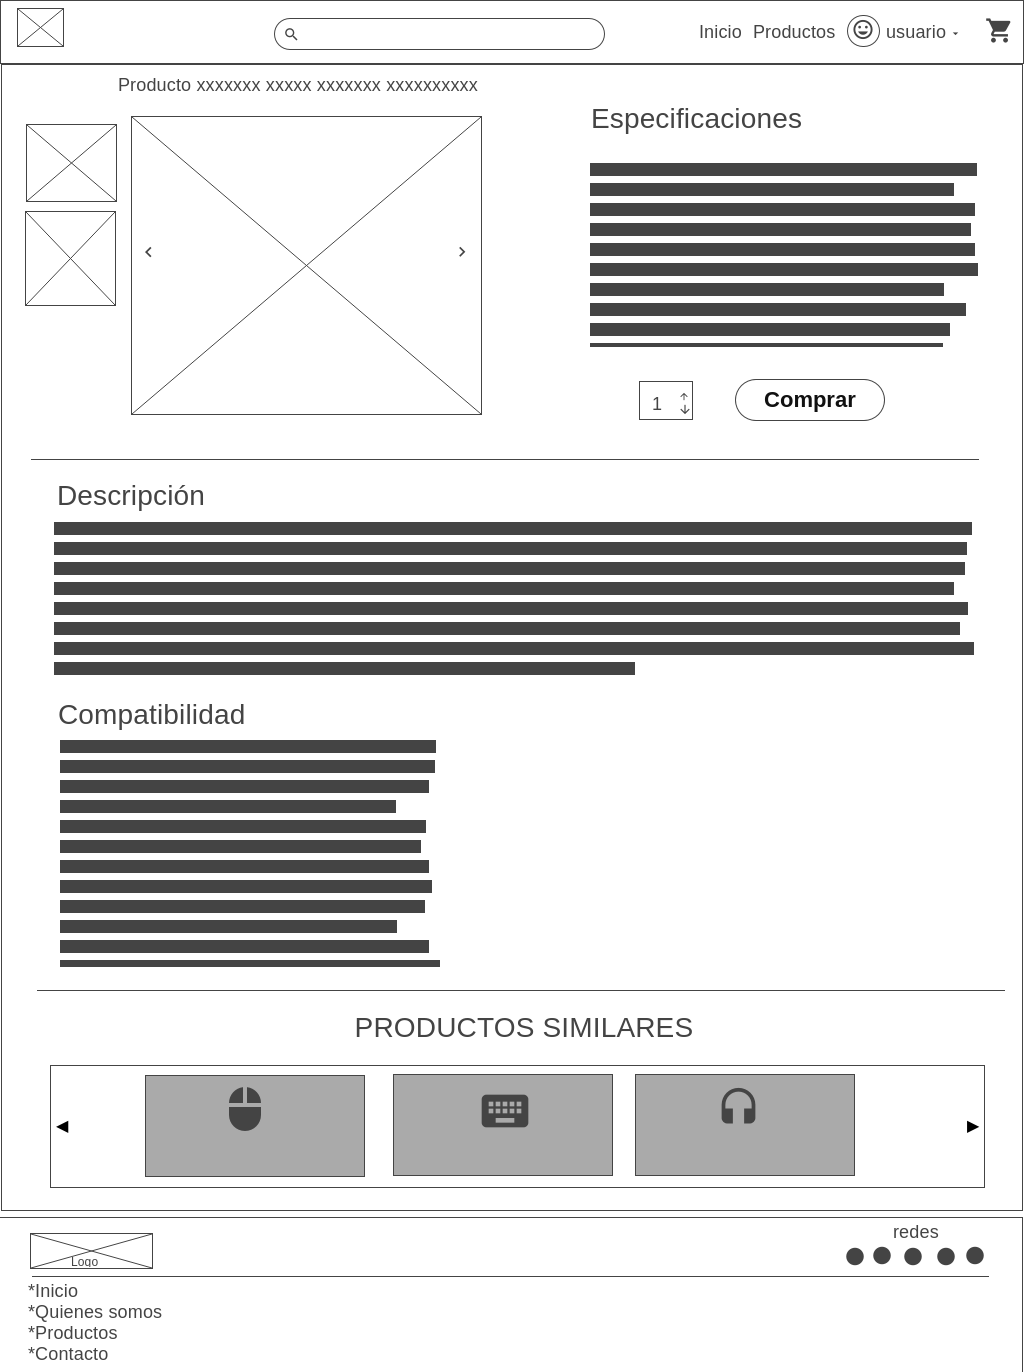 Inicio Productos usuario
Producto xxxxxxx xxxxx xxxxxxx xxxxxxxxxx
Especificaciones
1
Comprar
Descripción
Compatibilidad
PRODUCTOS SIMILARES
redes
Logo
*Inicio
*Quienes somos
*Productos
*Contacto